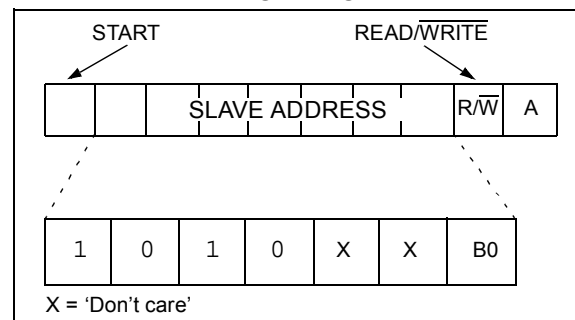 START READ/WRITE
SLAVE ADDRESS R/W A
1 0 1 0 X X B0
X = ‘Don’t care’